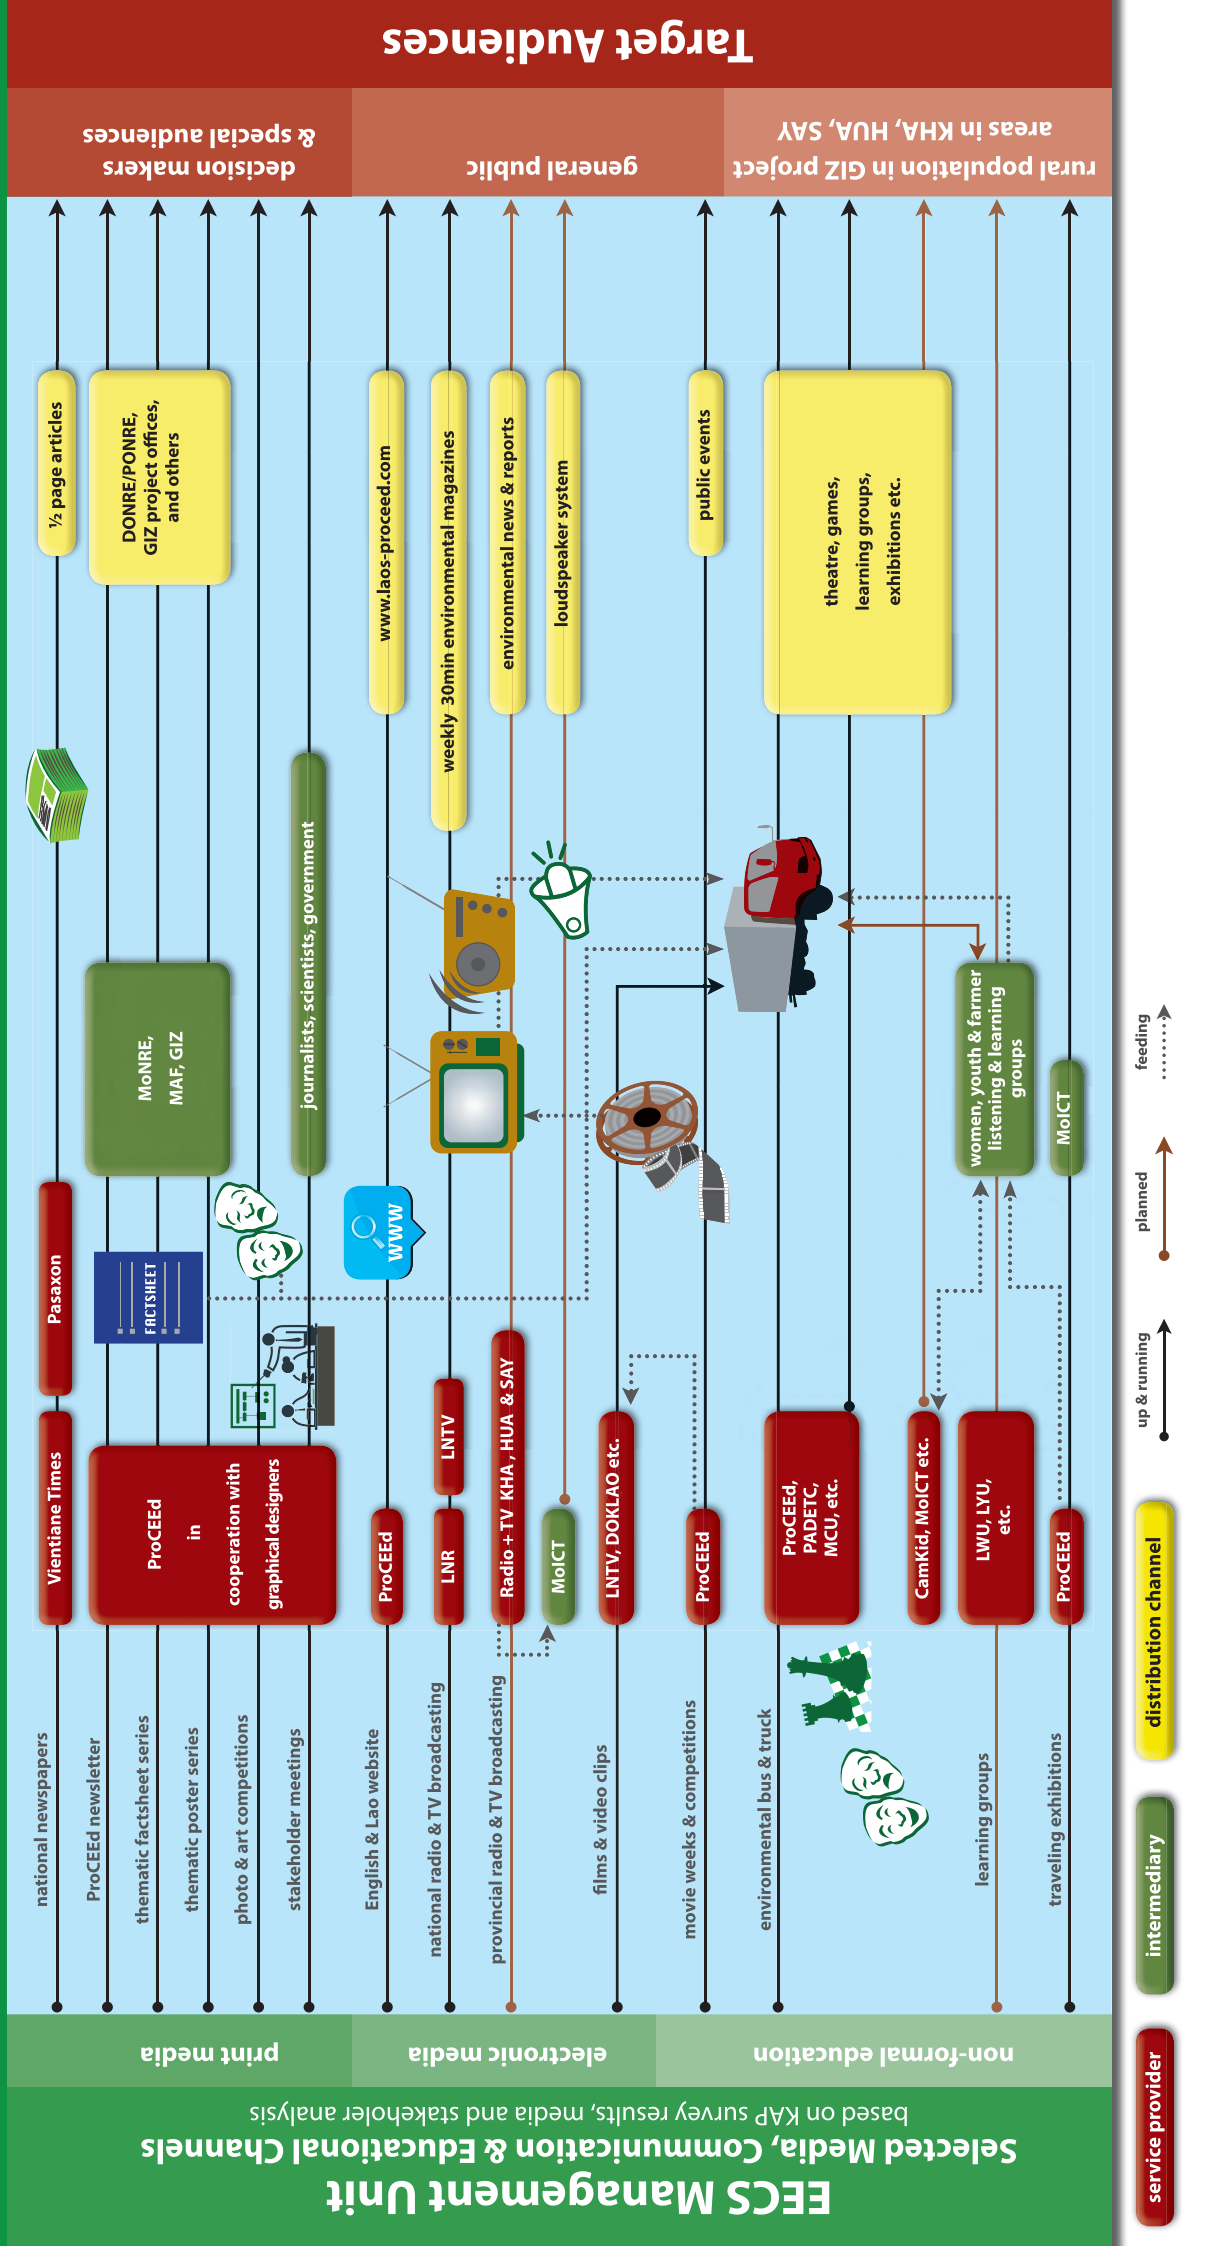 EECS Management Unit
Selected Media, Communication & Educational Channels
based on KAP survey results, media and stakeholer analysis
print media
electronic media
non-formal education
national newspapers
ProCEEd newsletter
thematic factsheet series
thematic poster series
photo & art competitions
stakeholder meetings
English & Lao website
national radio & TV broadcasting
provincial radio & TV broadcasting
films & video clips
movie weeks & competitions
environmental bus & truck
learning groups
traveling exhibitions
Vientiane Times
Pasaxon
ProCEEd
in
cooperation with
graphical designers
FACTSHEET
ProCEEd
WWW
LNR
LNTV
Radio + TV KHA , HUA & SAY
MoICT
LNTV, DOKLAO etc.
ProCEEd
ProCEEd,
PADETC,
MCU, etc.
CamKid, MoICT etc.
LWU, LYU,
etc.
ProCEEd
MoNRE,
MAF, GIZ
journalists, scientists, government
women, youth & farmer
listening & learning
groups
MoICT
½ page articles
DONRE/PONRE,
GIZ project offices,
and others
www.laos-proceed.com
weekly 30min environmental magazines
environmental news & reports
loudspeaker system
public events
theatre, games,
learning groups,
exhibitions etc.
decision makers
& special audiences
general public
rural population in GIZ project
areas in KHA, HUA, SAY
Target Audiences
service provider
intermediary
distribution channel
up & running
planned
feeding